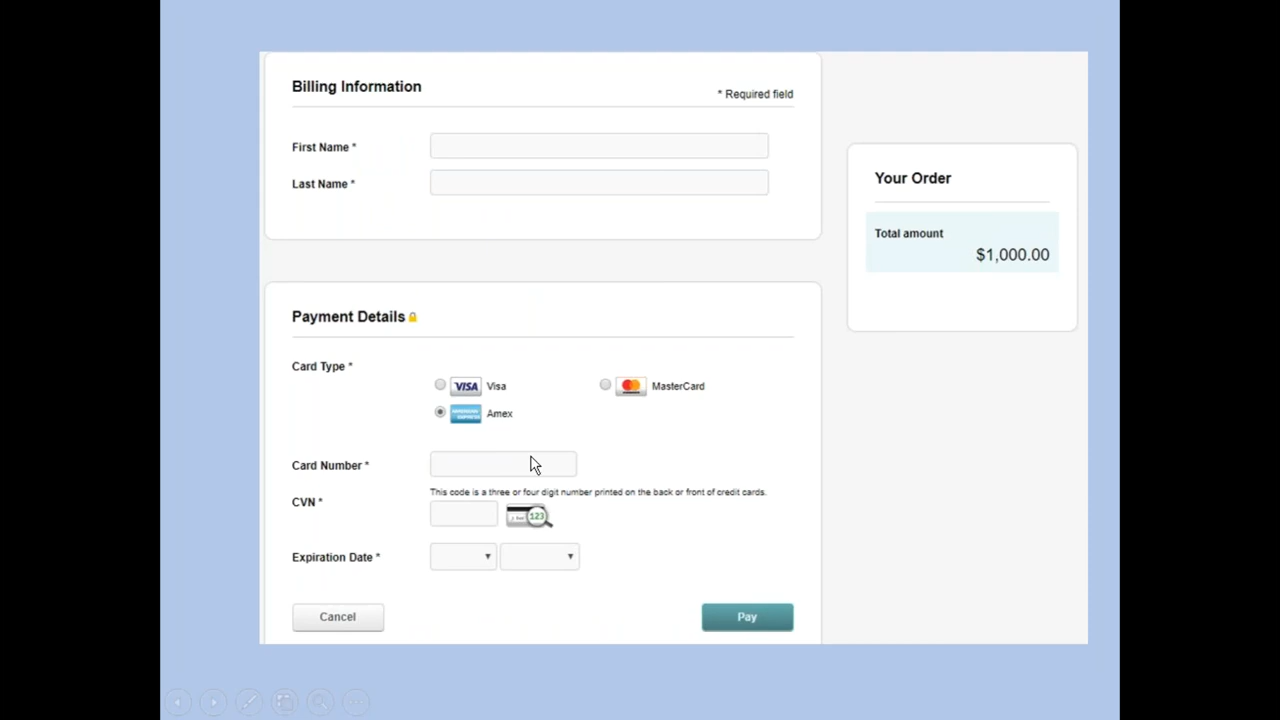 Billing Information
* Required field
First Name *
Last Name *
Your Order
Total amount
$1,000.00
Payment Details
Card Type *
VISA Visa
MasterCard
AMERICAN EXPRESS Amex
Card Number *
This code is a three or four digit number printed on the back or front of credit cards.
CVN *
123
Expiration Date *
Cancel
Pay